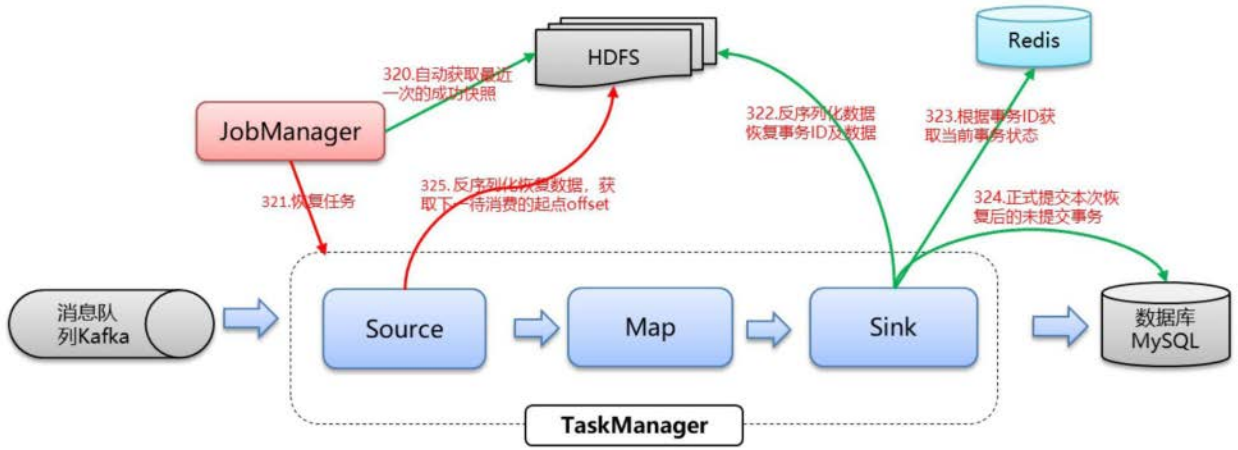 HDFS
Redis
320.自动获取最近
一次的成功快照
JobManager
322.反序列化数据
恢复事务ID及数据
323.根据事务ID获
取当前事务状态
321.恢复任务
325. 反序列化恢复数据，获
取下一待消费的起点offset
324.正式提交本次恢
复后的未提交事务
消息队
列Kafka
Source
Map
Sink
数据库
MySQL
TaskManager